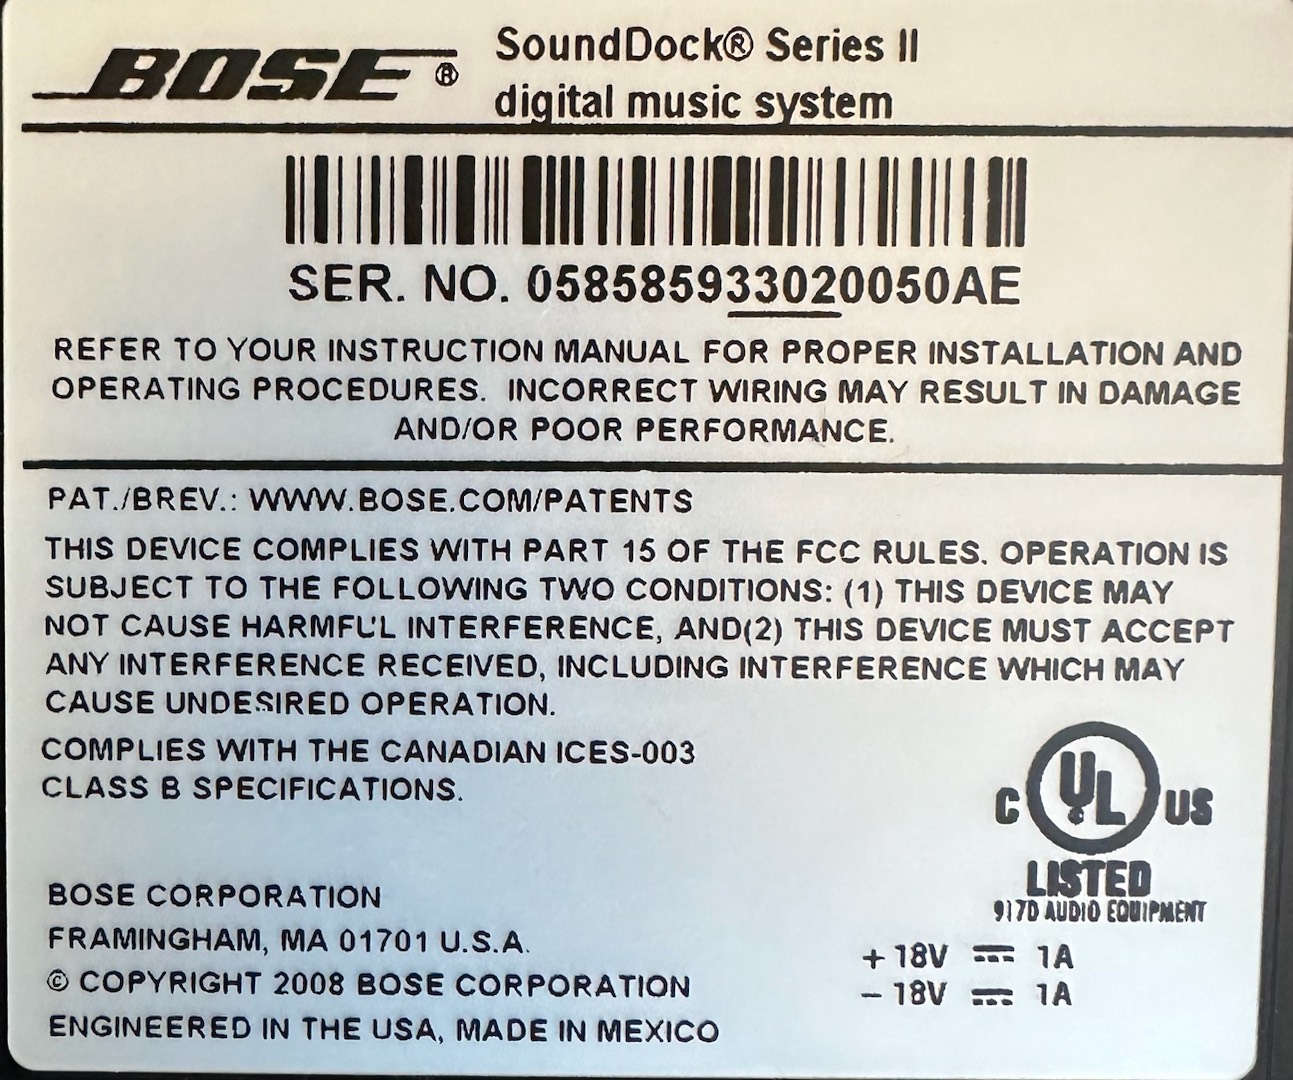 BOSE®
SoundDock® Series II
digital music system
SER. NO. 058585933020050AE
REFER TO YOUR INSTRUCTION MANUAL FOR PROPER INSTALLATION AND
OPERATING PROCEDURES. INCORRECT WIRING MAY RESULT IN DAMAGE
AND/OR POOR PERFORMANCE.
PAT./BREV.: WWW.BOSE.COM/PATENTS
THIS DEVICE COMPLIES WITH PART 15 OF THE FCC RULES. OPERATION IS
SUBJECT TO THE FOLLOWING TWO CONDITIONS: (1) THIS DEVICE MAY
NOT CAUSE HARMFUL INTERFERENCE, AND(2) THIS DEVICE MUST ACCEPT
ANY INTERFERENCE RECEIVED, INCLUDING INTERFERENCE WHICH MAY
CAUSE UNDESIRED OPERATION.
COMPLIES WITH THE CANADIAN ICES-003
CLASS B SPECIFICATIONS.
C UL US
LISTED
917D AUDIO EQUIPMENT
+ 18V ⎓ 1A
– 18V ⎓ 1A
BOSE CORPORATION
FRAMINGHAM, MA 01701 U.S.A.
© COPYRIGHT 2008 BOSE CORPORATION
ENGINEERED IN THE USA, MADE IN MEXICO